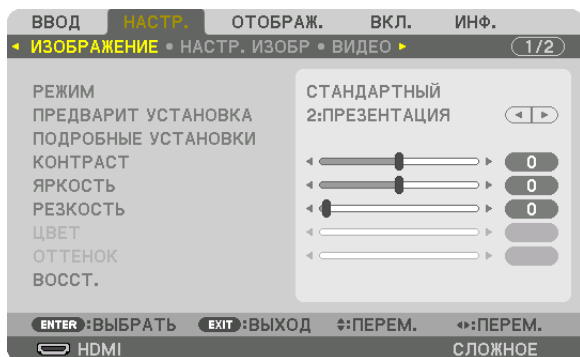 ВВОД НАСТР. ОТОБРАЖ. ВКЛ. ИНФ.
ИЗОБРАЖЕНИЕ • НАСТР. ИЗОБР • ВИДЕО 1/2
РЕЖИМ СТАНДАРТНЫЙ
ПРЕДВАРИТ УСТАНОВКА 2:ПРЕЗЕНТАЦИЯ
ПОДРОБНЫЕ УСТАНОВКИ
КОНТРАСТ 0
ЯРКОСТЬ 0
РЕЗКОСТЬ 0
ЦВЕТ
ОТТЕНОК
ВОССТ.
ENTER :ВЫБРАТЬ EXIT :ВЫХОД :ПЕРЕМ. :ПЕРЕМ.
HDMI СЛОЖНОЕ